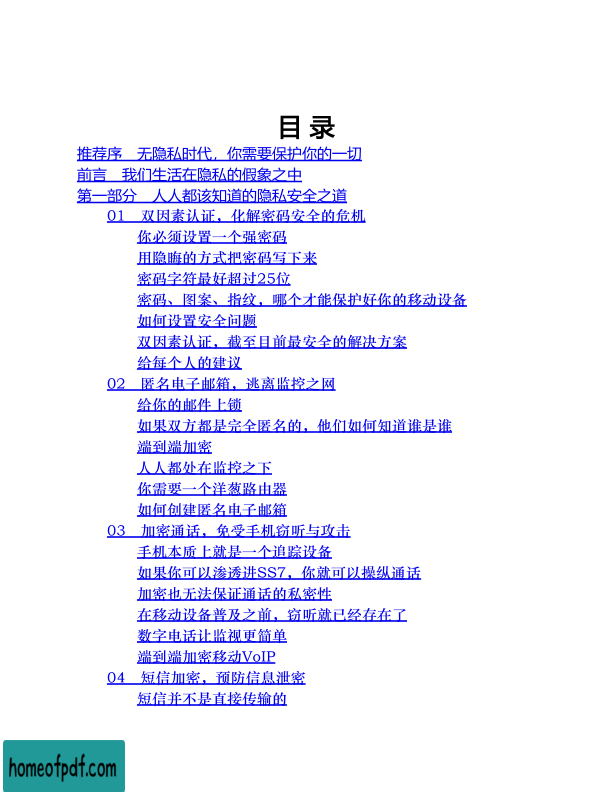 目 录
推荐序　无隐私时代，你需要保护你的一切
前言　我们生活在隐私的假象之中
第一部分　人人都该知道的隐私安全之道
01　双因素认证，化解密码安全的危机
你必须设置一个强密码
用隐晦的方式把密码写下来
密码字符最好超过25位
密码、图案、指纹，哪个才能保护好你的移动设备
如何设置安全问题
双因素认证，截至目前最安全的解决方案
给每个人的建议
02　匿名电子邮箱，逃离监控之网
给你的邮件上锁
如果双方都是完全匿名的，他们如何知道谁是谁
端到端加密
人人都处在监控之下
你需要一个洋葱路由器
如何创建匿名电子邮箱
03　加密通话，免受手机窃听与攻击
手机本质上就是一个追踪设备
如果你可以渗透进SS7，你就可以操纵通话
加密也无法保证通话的私密性
在移动设备普及之前，窃听就已经存在了
数字电话让监视更简单
端到端加密移动VoIP
04　短信加密，预防信息泄密
短信并不是直接传输的
homeofpdf.com